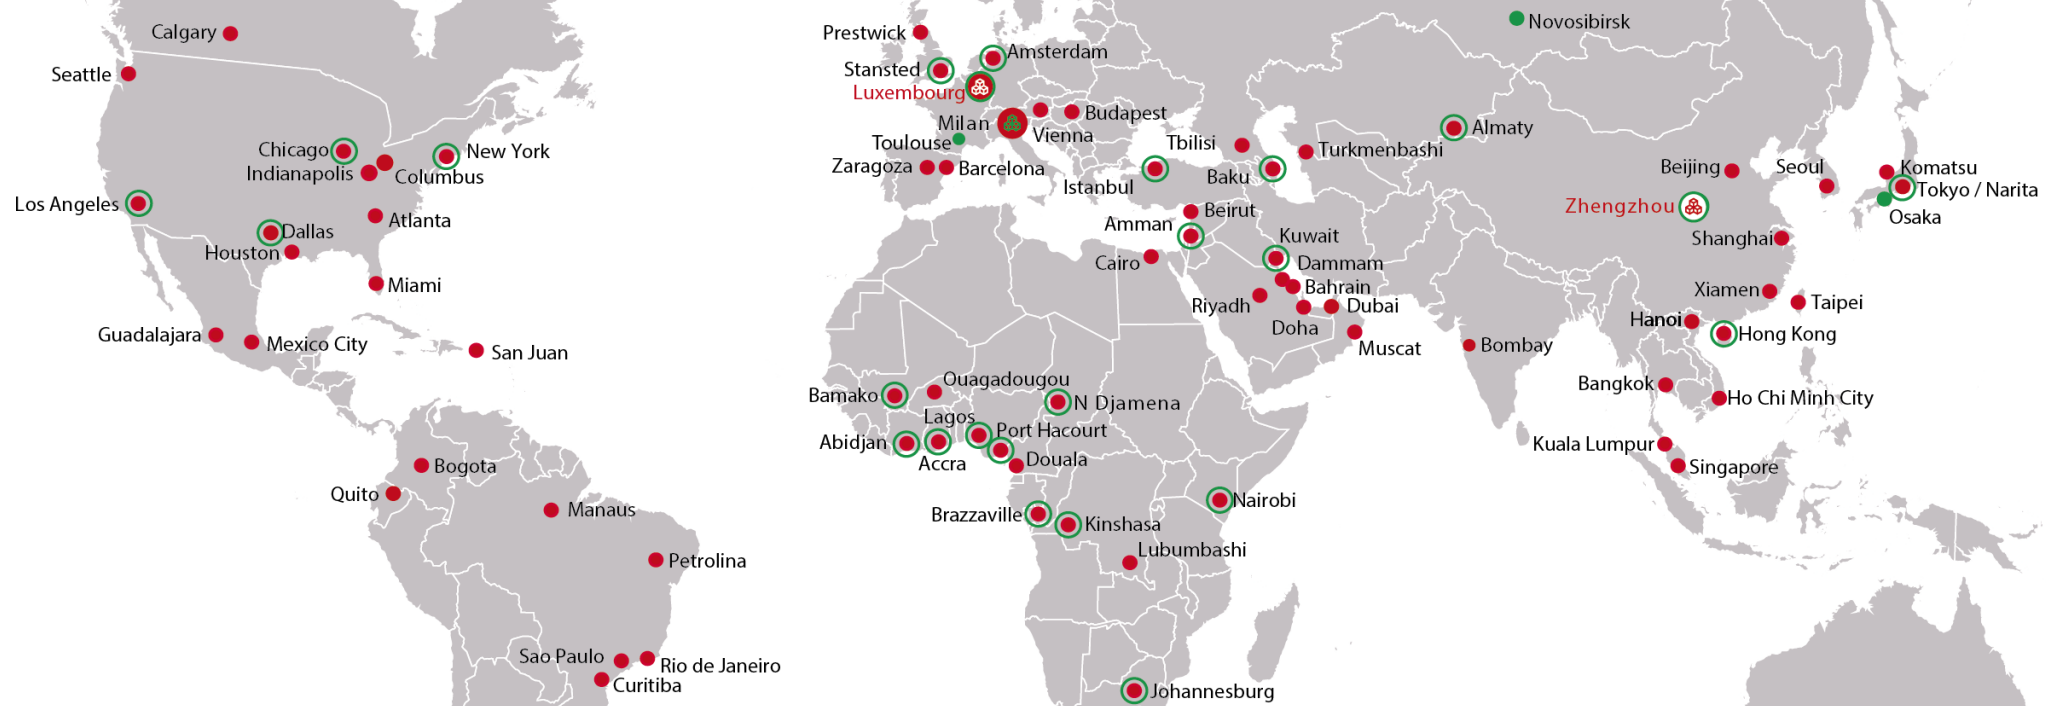 Calgary
Seattle
Chicago
New York
Indianapolis
Columbus
Los Angeles
Atlanta
Dallas
Houston
Miami
Guadalajara
Mexico City
San Juan
Bogota
Quito
Manaus
Petrolina
Sao Paulo
Rio de Janeiro
Curitiba
Prestwick
Amsterdam
Stansted
Luxembourg
Milan
Budapest
Vienna
Toulouse
Zaragoza
Barcelona
Istanbul
Tbilisi
Baku
Turkmenbashi
Almaty
Novosibirsk
Amman
Beirut
Cairo
Kuwait
Dammam
Bahrain
Riyadh
Dubai
Doha
Muscat
Bamako
Ouagadougou
N Djamena
Lagos
Port Hacourt
Abidjan
Accra
Douala
Brazzaville
Kinshasa
Nairobi
Lubumbashi
Johannesburg
Beijing
Seoul
Komatsu
Tokyo / Narita
Osaka
Zhengzhou
Shanghai
Xiamen
Taipei
Hanoi
Hong Kong
Bombay
Bangkok
Ho Chi Minh City
Kuala Lumpur
Singapore